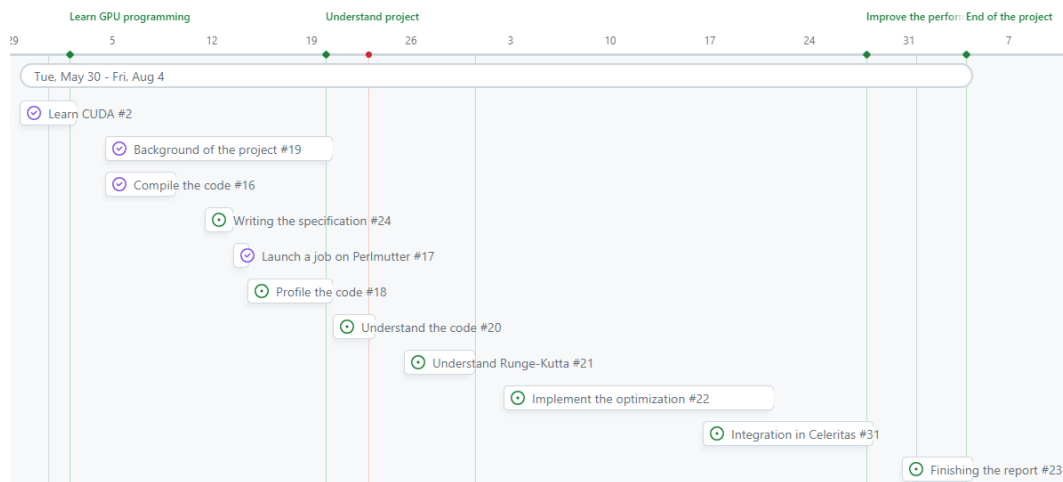 Learn GPU programming Understand project Improve the perform End of the project
29 5 12 19 26 3 10 17 24 31 7
Tue, May 30 - Fri, Aug 4
Learn CUDA #2
Background of the project #19
Compile the code #16
Writing the specification #24
Launch a job on Perlmutter #17
Profile the code #18
Understand the code #20
Understand Runge-Kutta #21
Implement the optimization #22
Integration in Celeritas #31
Finishing the report #23